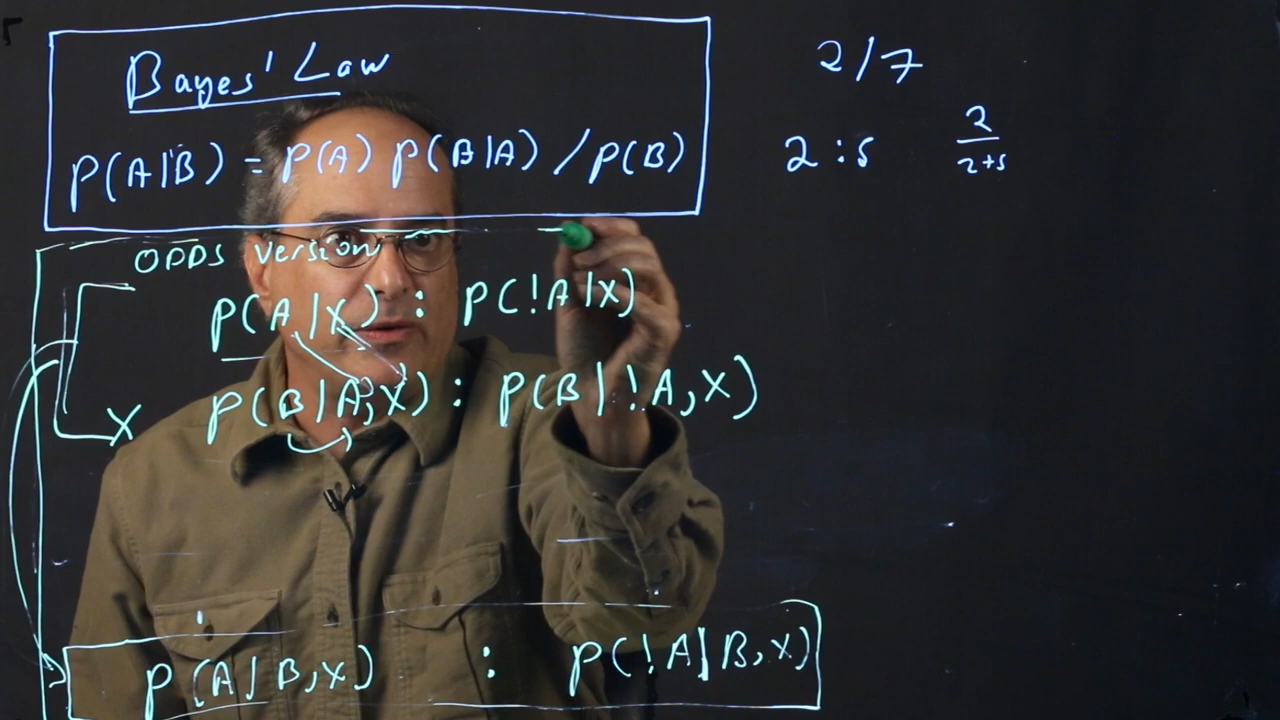 Bayes' Law
P(A|B) = P(A) P(B|A) / P(B)
2/7
2 : 5
2
2+5
ODDS version
P(A|X) : P(!A|X)
X P(B|A,X) : P(B|!A,X)
P(A|B,X) : P(!A|B,X)